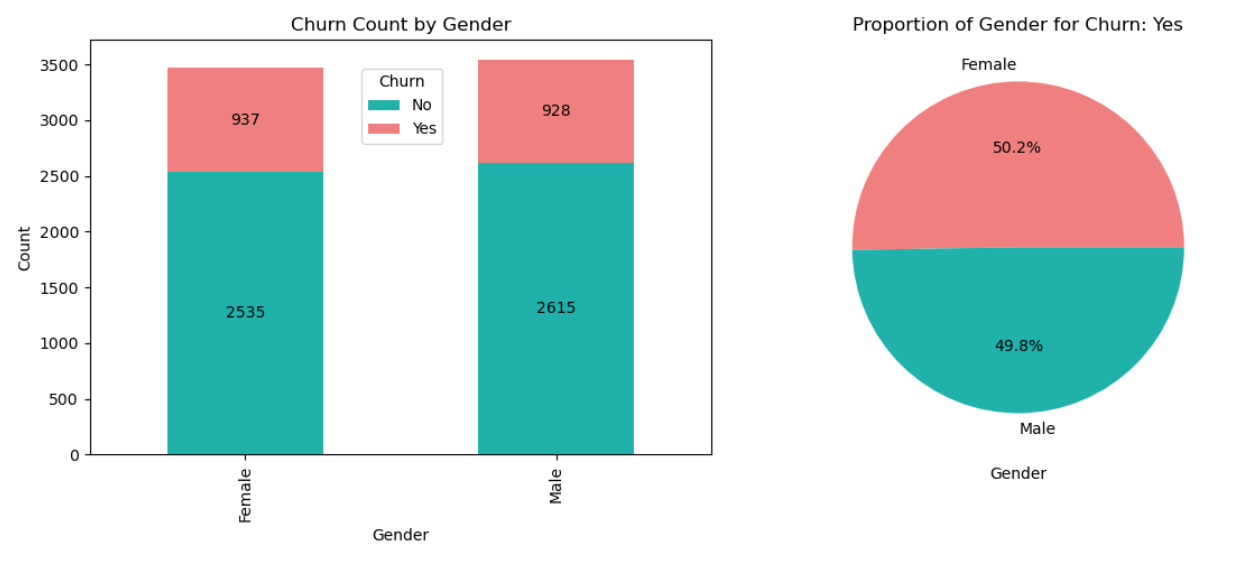 Churn Count by Gender
Count
3500
3000
2500
2000
1500
1000
500
0
Churn
No
Yes
937
2535
928
2615
Female
Male
Gender
Proportion of Gender for Churn: Yes
Female
50.2%
49.8%
Male
Gender